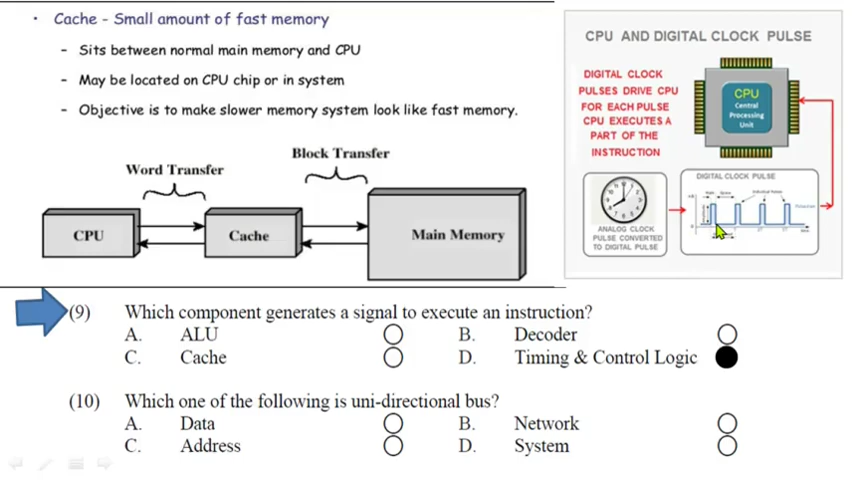 • Cache - Small amount of fast memory
– Sits between normal main memory and CPU
– May be located on CPU chip or in system
– Objective is to make slower memory system look like fast memory.
Word Transfer
Block Transfer
CPU
Cache
Main Memory
CPU AND DIGITAL CLOCK PULSE
DIGITAL CLOCK
PULSES DRIVE CPU
FOR EACH PULSE
CPU EXECUTES A
PART OF THE
INSTRUCTION
CPU
Central
Processing
Unit
ANALOG CLOCK
PULSE CONVERTED
TO DIGITAL PULSE
DIGITAL CLOCK PULSE
(9) Which component generates a signal to execute an instruction?
A. ALU B. Decoder
C. Cache D. Timing & Control Logic
(10) Which one of the following is uni-directional bus?
A. Data B. Network
C. Address D. System